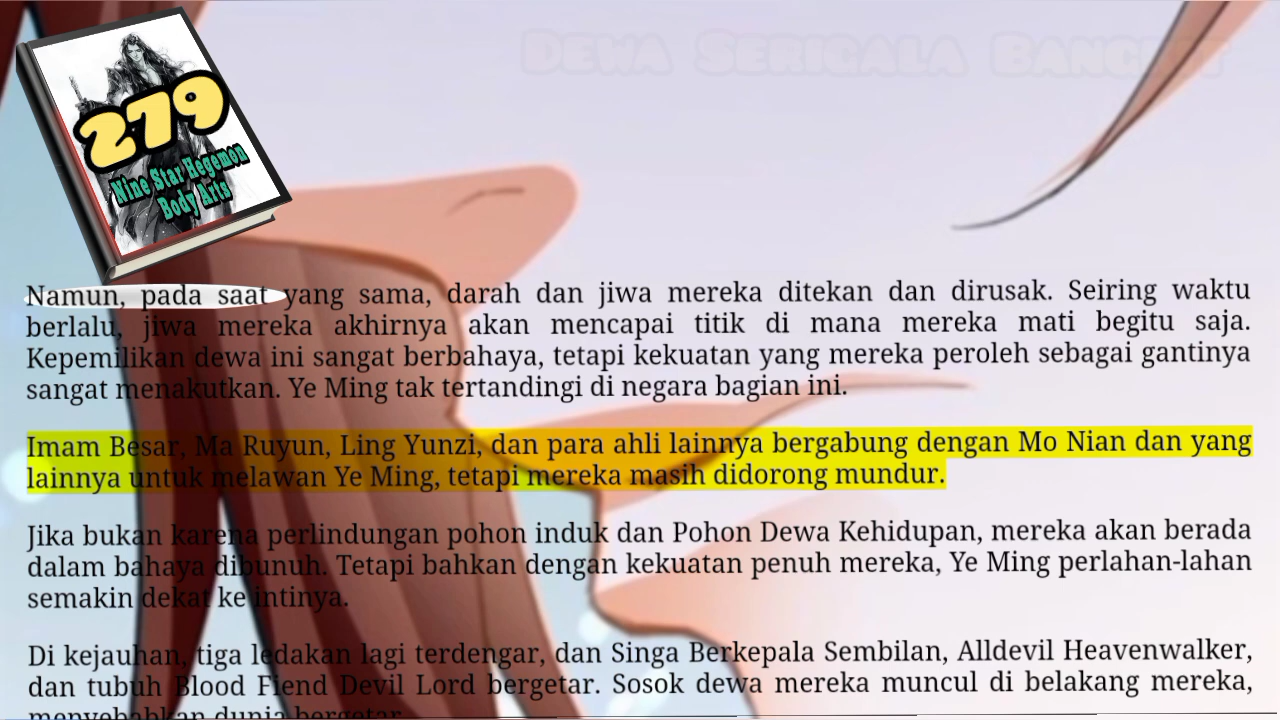 Dewa Serigala Bangkit
279
Nine Star Hegemon
Body Arts
Namun, pada saat yang sama, darah dan jiwa mereka ditekan dan dirusak. Seiring waktu
berlalu, jiwa mereka akhirnya akan mencapai titik di mana mereka mati begitu saja.
Kepemilikan dewa ini sangat berbahaya, tetapi kekuatan yang mereka peroleh sebagai gantinya
sangat menakutkan. Ye Ming tak tertandingi di negara bagian ini.
Imam Besar, Ma Ruyun, Ling Yunzi, dan para ahli lainnya bergabung dengan Mo Nian dan yang
lainnya untuk melawan Ye Ming, tetapi mereka masih didorong mundur.
Jika bukan karena perlindungan pohon induk dan Pohon Dewa Kehidupan, mereka akan berada
dalam bahaya dibunuh. Tetapi bahkan dengan kekuatan penuh mereka, Ye Ming perlahan-lahan
semakin dekat ke intinya.
Di kejauhan, tiga ledakan lagi terdengar, dan Singa Berkepala Sembilan, Alldevil Heavenwalker,
dan tubuh Blood Fiend Devil Lord bergetar. Sosok dewa mereka muncul di belakang mereka,
menyebabkan dunia bergetar.